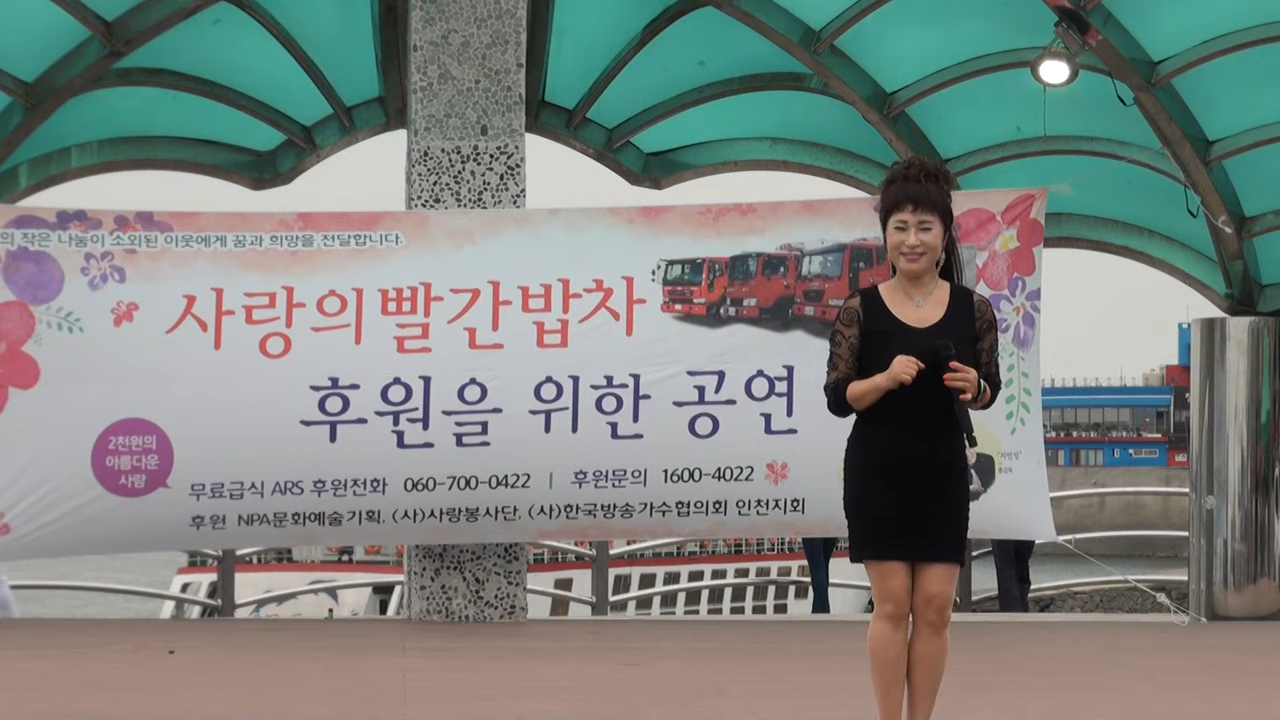 의 작은 나눔이 소외된 이웃에게 꿈과 희망을 전달합니다.
사랑의빨간밥차
후원을 위한 공연
2천원의
아름다운
사람
무료급식 ARS 후원전화 060-700-0422 | 후원문의 1600-4022
후원 NPA문화예술기획, (사)사랑봉사단, (사)한국방송가수협의회 인천지회